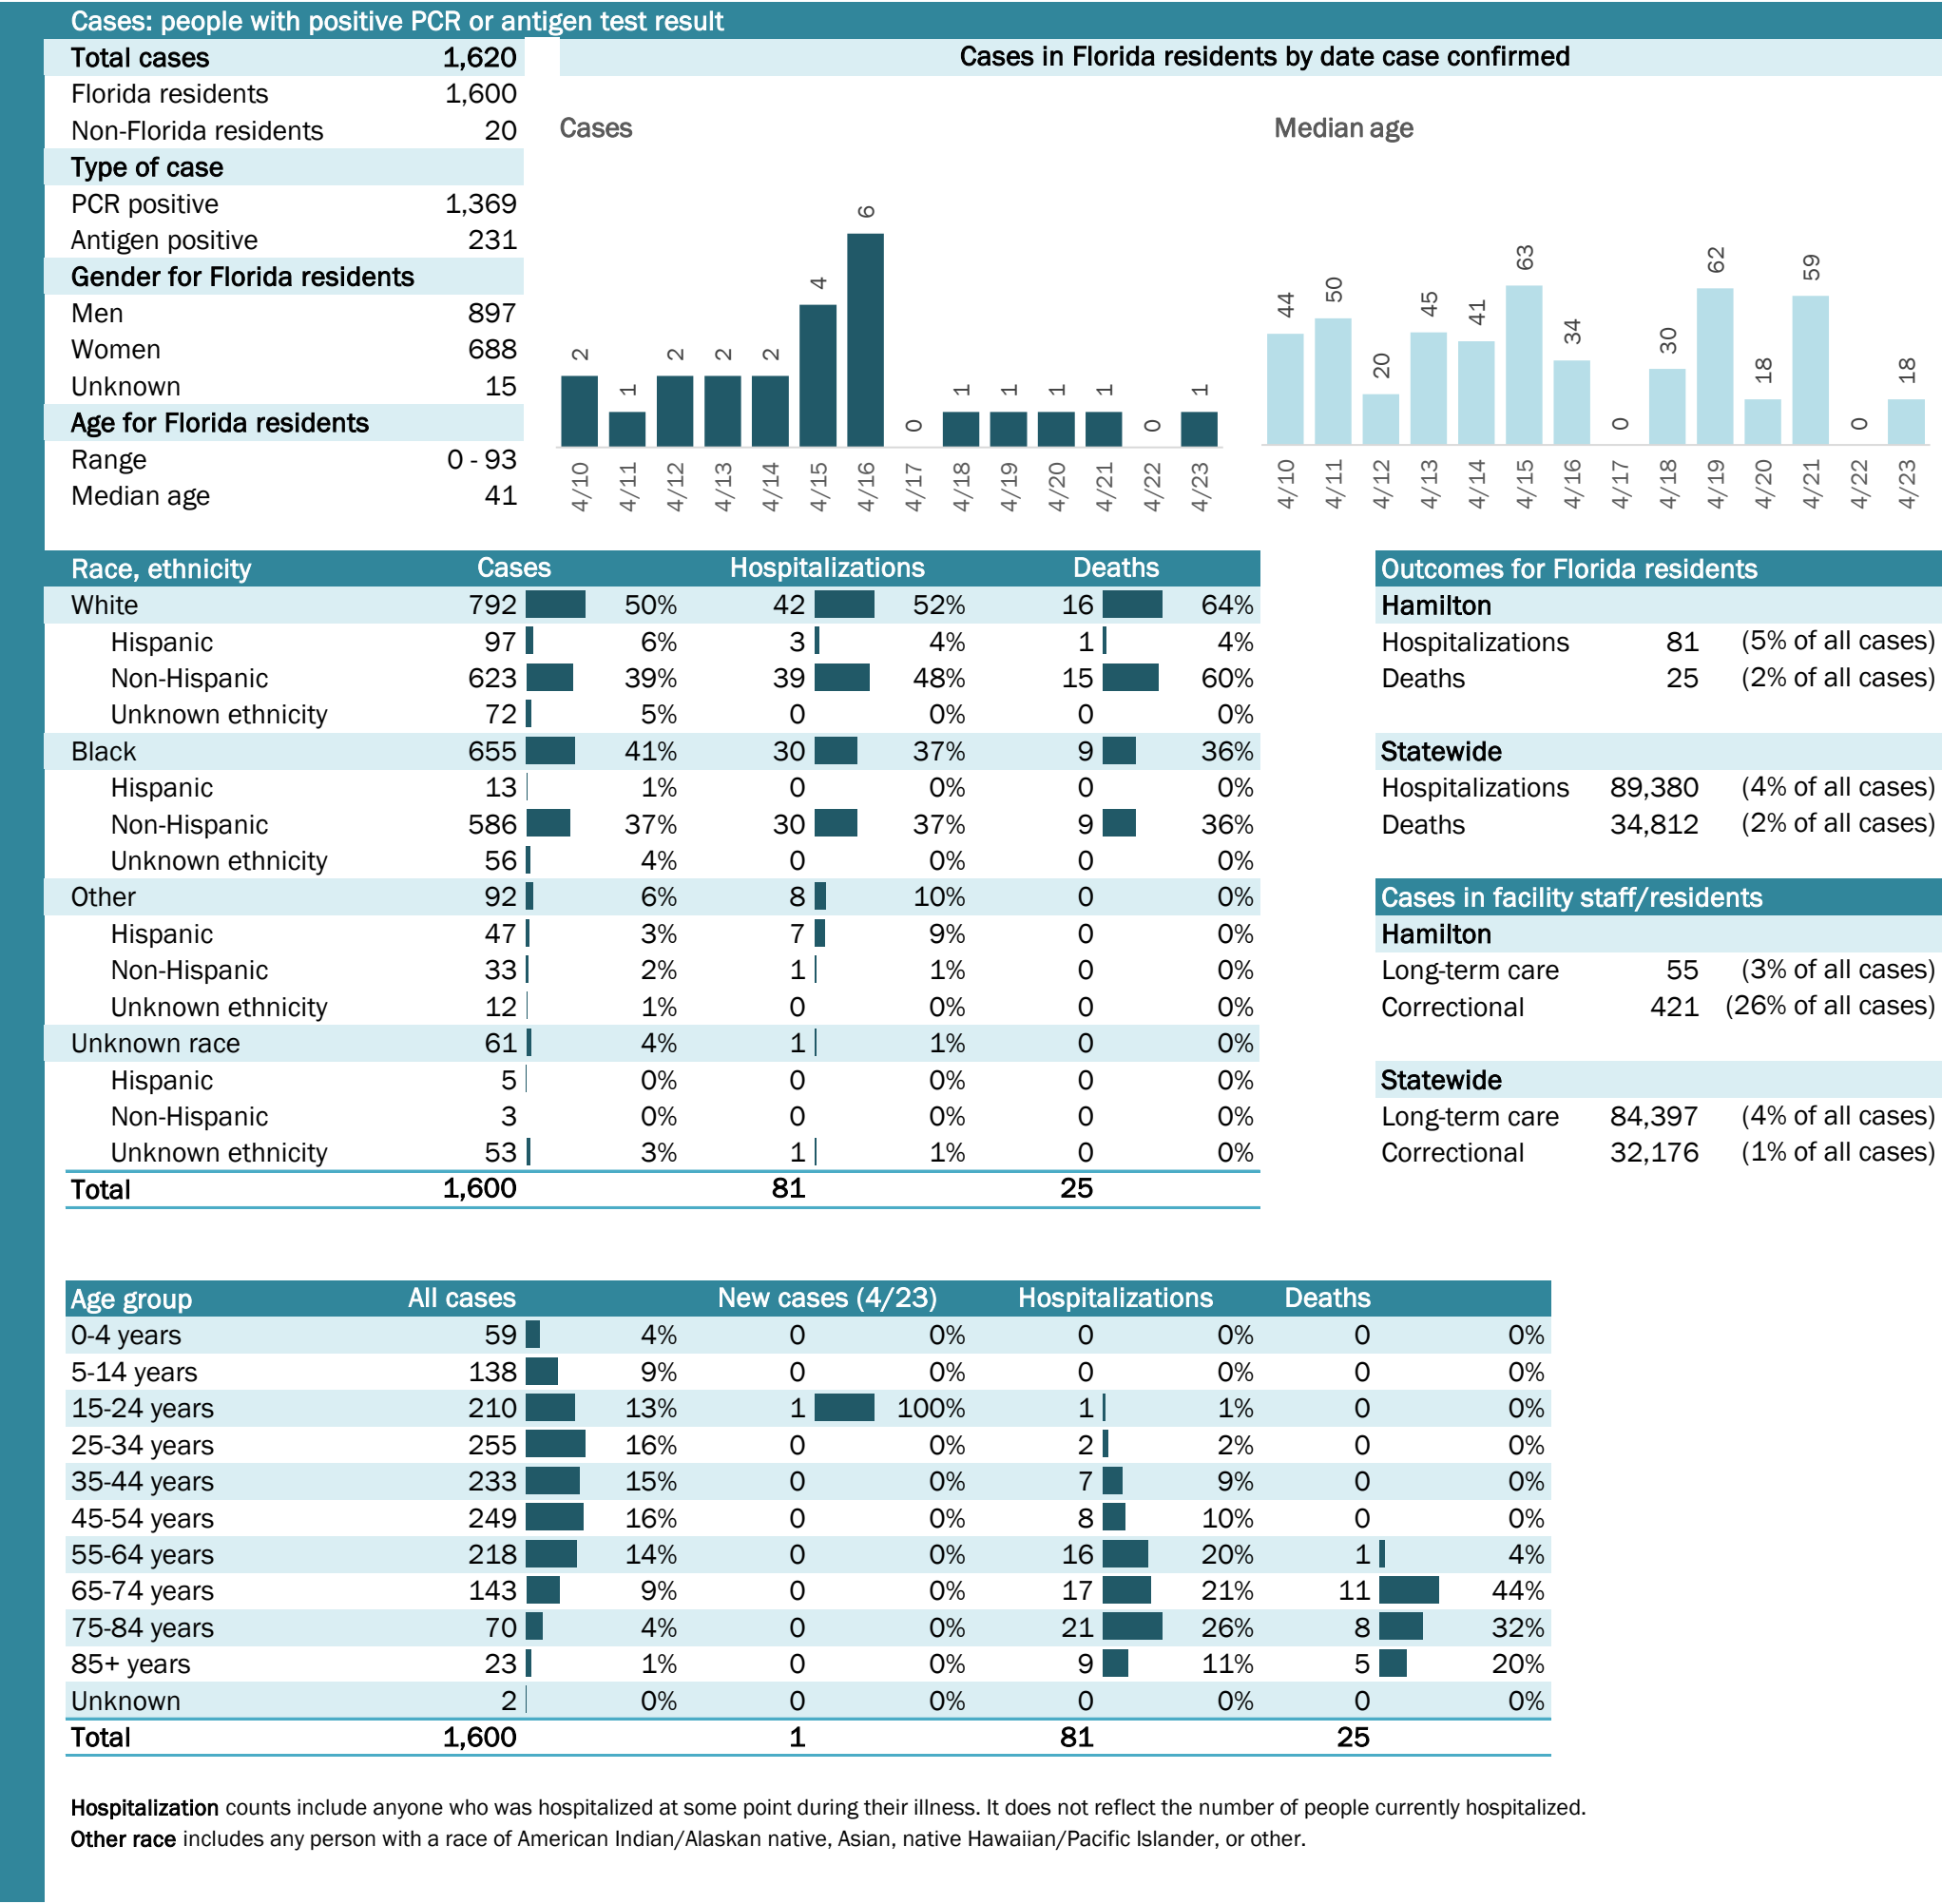 Cases: people with positive PCR or antigen test result
Total cases 1,620
Florida residents 1,600
Non-Florida residents 20
Type of case
PCR positive 1,369
Antigen positive 231
Gender for Florida residents
Men 897
Women 688
Unknown 15
Age for Florida residents
Range 0 - 93
Median age 41
Cases in Florida residents by date case confirmed
Cases
2 1 2 2 2 4 6 0 1 1 1 1 0 1
4/10 4/11 4/12 4/13 4/14 4/15 4/16 4/17 4/18 4/19 4/20 4/21 4/22 4/23
Median age
44 50 20 45 41 63 34 0 30 62 18 59 0 18
4/10 4/11 4/12 4/13 4/14 4/15 4/16 4/17 4/18 4/19 4/20 4/21 4/22 4/23
Race, ethnicity Cases Hospitalizations Deaths
White 792 50% 42 52% 16 64%
Hispanic 97 6% 3 4% 1 4%
Non-Hispanic 623 39% 39 48% 15 60%
Unknown ethnicity 72 5% 0 0% 0 0%
Black 655 41% 30 37% 9 36%
Hispanic 13 1% 0 0% 0 0%
Non-Hispanic 586 37% 30 37% 9 36%
Unknown ethnicity 56 4% 0 0% 0 0%
Other 92 6% 8 10% 0 0%
Hispanic 47 3% 7 9% 0 0%
Non-Hispanic 33 2% 1 1% 0 0%
Unknown ethnicity 12 1% 0 0% 0 0%
Unknown race 61 4% 1 1% 0 0%
Hispanic 5 0% 0 0% 0 0%
Non-Hispanic 3 0% 0 0% 0 0%
Unknown ethnicity 53 3% 1 1% 0 0%
Total 1,600 81 25
Outcomes for Florida residents
Hamilton
Hospitalizations 81 (5% of all cases)
Deaths 25 (2% of all cases)
Statewide
Hospitalizations 89,380 (4% of all cases)
Deaths 34,812 (2% of all cases)
Cases in facility staff/residents
Hamilton
Long-term care 55 (3% of all cases)
Correctional 421 (26% of all cases)
Statewide
Long-term care 84,397 (4% of all cases)
Correctional 32,176 (1% of all cases)
Age group All cases New cases (4/23) Hospitalizations Deaths
0-4 years 59 4% 0 0% 0 0% 0 0%
5-14 years 138 9% 0 0% 0 0% 0 0%
15-24 years 210 13% 1 100% 1 1% 0 0%
25-34 years 255 16% 0 0% 2 2% 0 0%
35-44 years 233 15% 0 0% 7 9% 0 0%
45-54 years 249 16% 0 0% 8 10% 0 0%
55-64 years 218 14% 0 0% 16 20% 1 4%
65-74 years 143 9% 0 0% 17 21% 11 44%
75-84 years 70 4% 0 0% 21 26% 8 32%
85+ years 23 1% 0 0% 9 11% 5 20%
Unknown 2 0% 0 0% 0 0% 0 0%
Total 1,600 1 81 25
Hospitalization counts include anyone who was hospitalized at some point during their illness. It does not reflect the number of people currently hospitalized.
Other race includes any person with a race of American Indian/Alaskan native, Asian, native Hawaiian/Pacific Islander, or other.